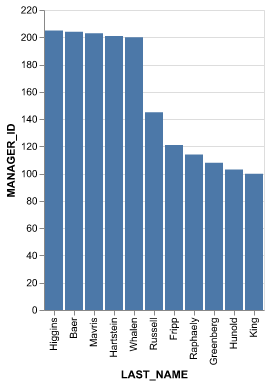 220
200
180
160
140
120
100
80
60
40
20
0
MANAGER_ID
Higgins
Baer
Mavris
Hartstein
Whalen
Russell
Fripp
Raphaely
Greenberg
Hunold
King
LAST_NAME